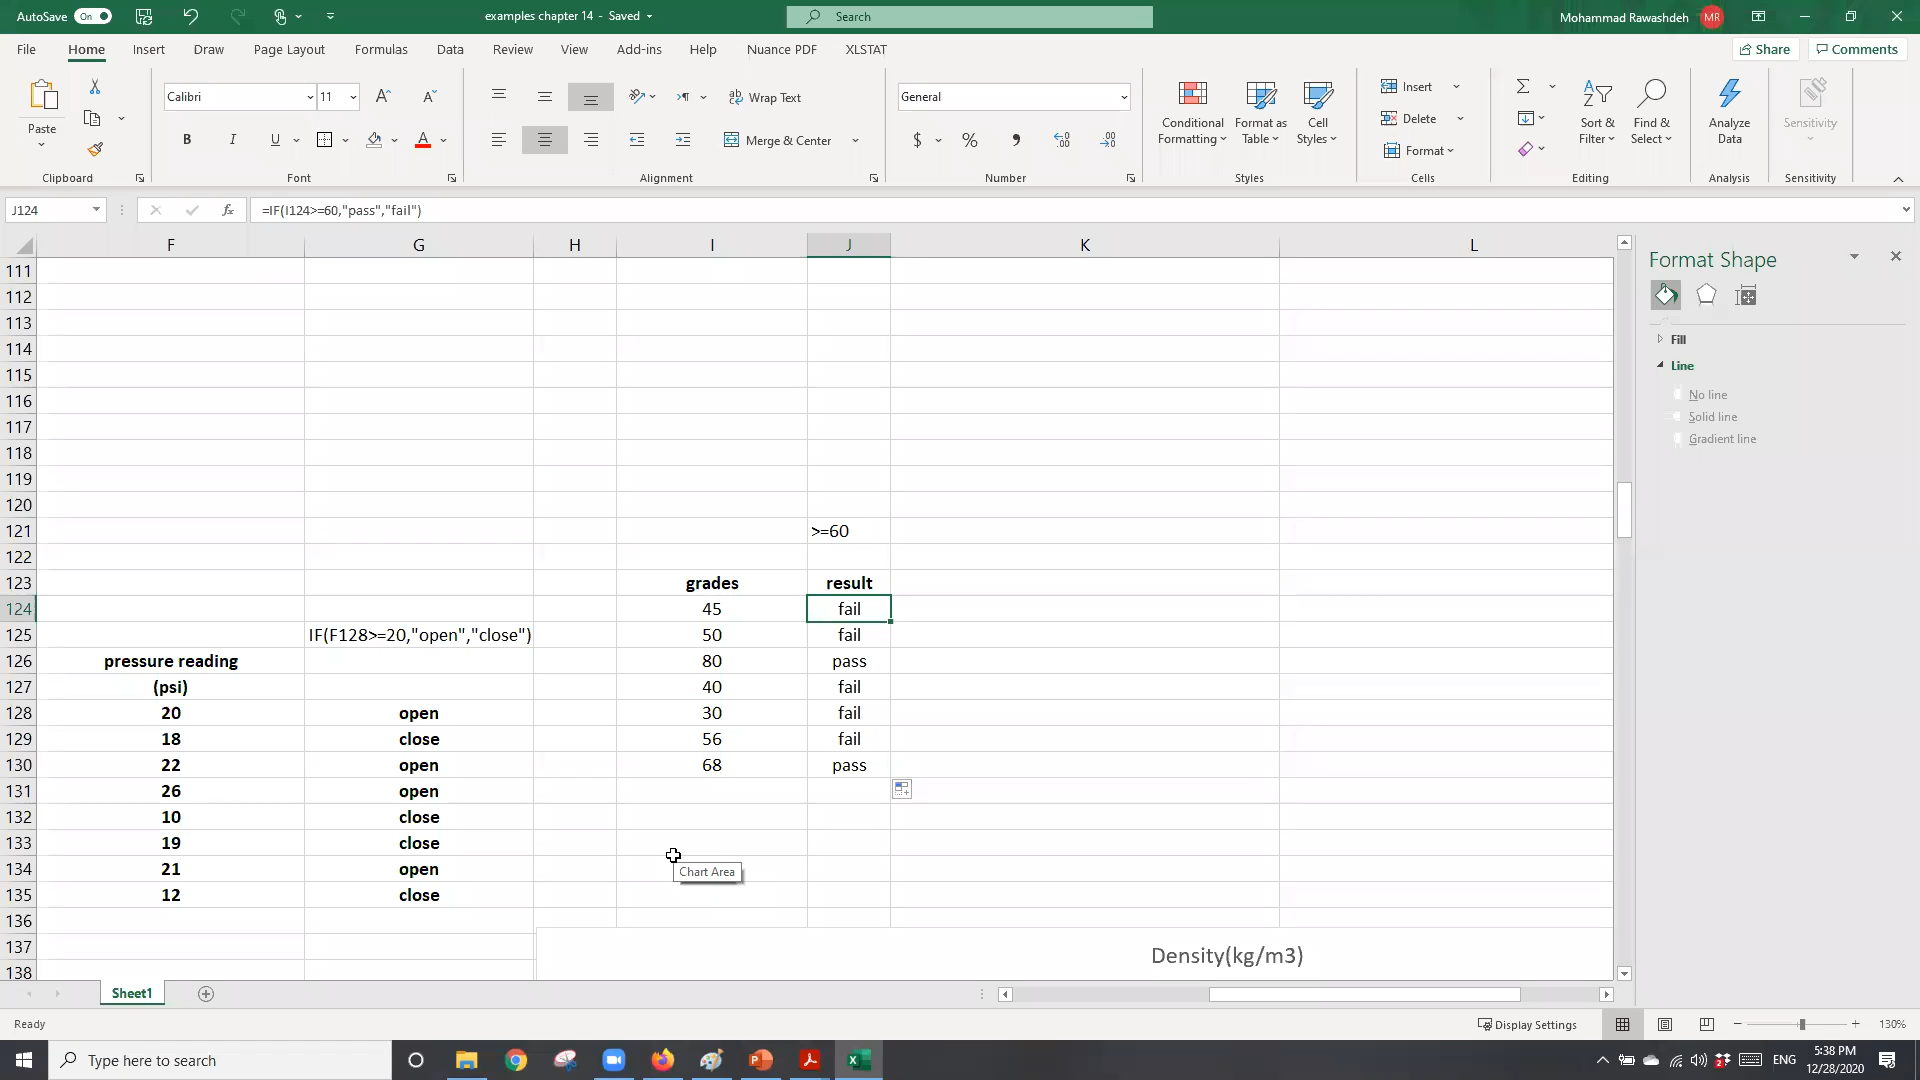 AutoSave On examples chapter 14 - Saved Search Mohammad Rawashdeh MR
File Home Insert Draw Page Layout Formulas Data Review View Add-ins Help Nuance PDF XLSTAT Share Comments
Paste Calibri 11 A A Wrap Text General Insert Σ
B I U A Merge & Center $ % , Conditional Formatting Format as Table Cell Styles Delete Format Sort & Filter Find & Select Analyze Data Sensitivity
Clipboard Font Alignment Number Styles Cells Editing Analysis Sensitivity
J124 fx =IF(I124>=60,"pass","fail")
F G H I J K L
Format Shape
Fill
Line
No line
Solid line
Gradient line
111
112
113
114
115
116
117
118
119
120
121 >=60
122
123 grades result
124 45 fail
125 IF(F128>=20,"open","close") 50 fail
126 pressure reading 80 pass
127 (psi) 40 fail
128 20 open 30 fail
129 18 close 56 fail
130 22 open 68 pass
131 26 open
132 10 close
133 19 close
134 21 open
Chart Area
135 12 close
136
137 Density(kg/m3)
138
Sheet1
Ready Display Settings 130%
Type here to search ENG 5:38 PM
12/28/2020